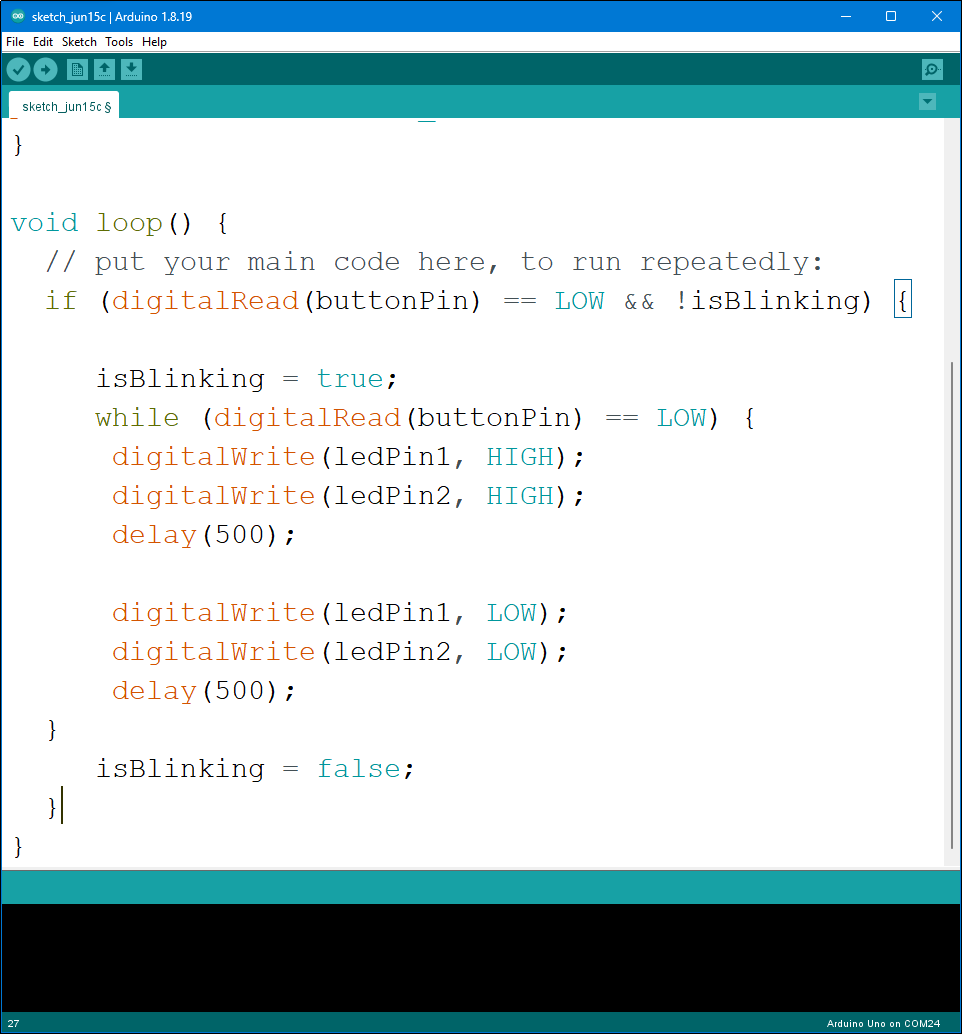 sketch_jun15c | Arduino 1.8.19
File Edit Sketch Tools Help
sketch_jun15c §
}
void loop() {
  // put your main code here, to run repeatedly:
  if (digitalRead(buttonPin) == LOW && !isBlinking) {
     isBlinking = true;
     while (digitalRead(buttonPin) == LOW) {
      digitalWrite(ledPin1, HIGH);
      digitalWrite(ledPin2, HIGH);
      delay(500);
      digitalWrite(ledPin1, LOW);
      digitalWrite(ledPin2, LOW);
      delay(500);
  }
     isBlinking = false;
  }
}
27
Arduino Uno on COM24